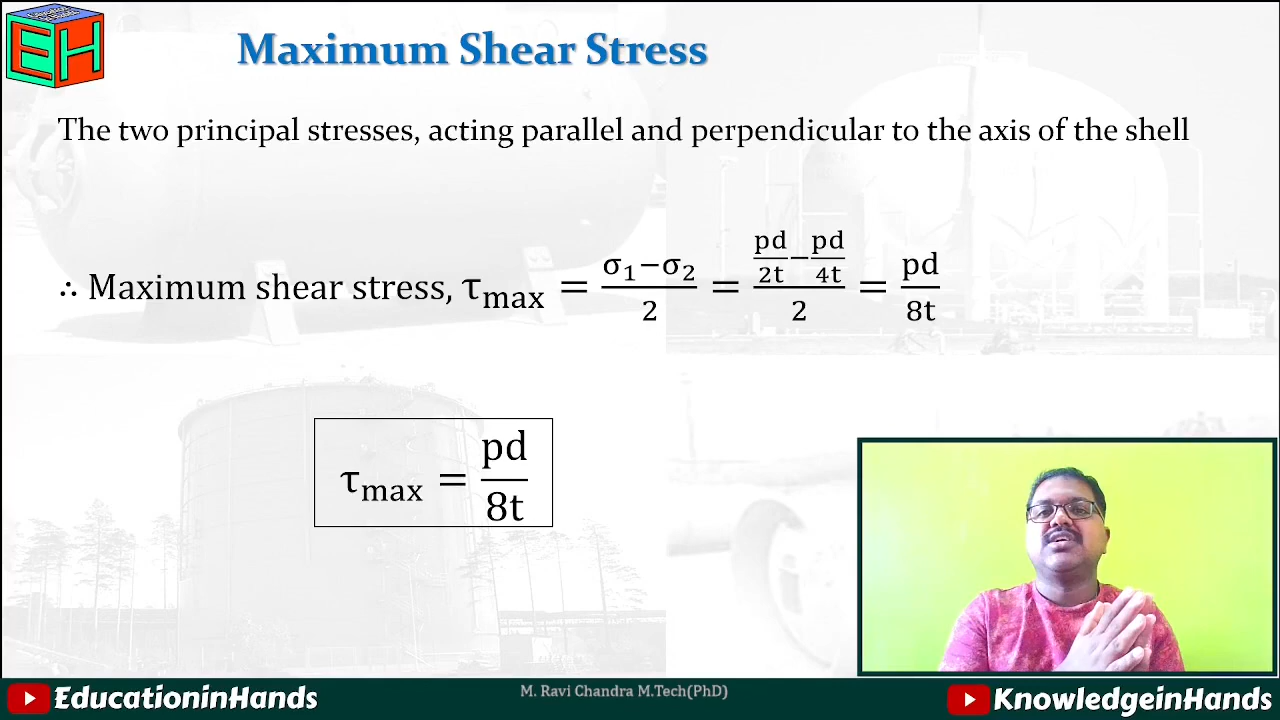 EH
Maximum Shear Stress
The two principal stresses, acting parallel and perpendicular to the axis of the shell
∴ Maximum shear stress, τ_max = (σ₁−σ₂)/2 = (pd/2t − pd/4t)/2 = pd/8t
τ_max = pd/8t
EducationinHands
M. Ravi Chandra M.Tech(PhD)
KnowledgeinHands